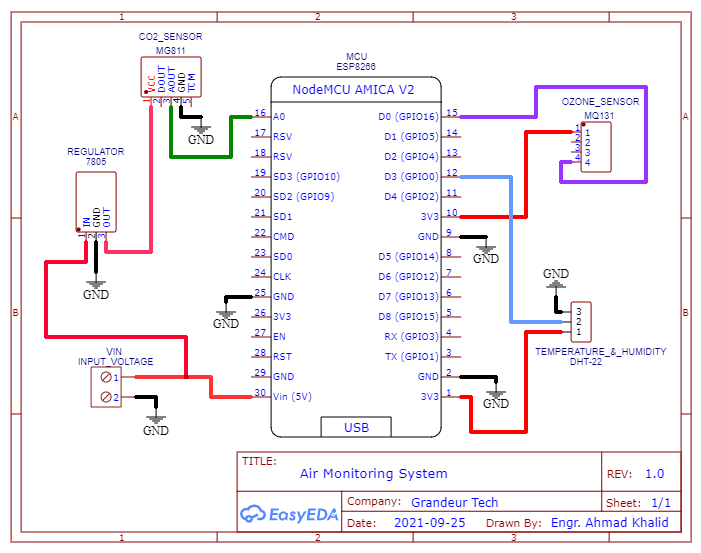 1 2 3
A A
B B
1 2 3
CO2_SENSOR
MG811
VCC
DOUT
AOUT
GND
TCM
1 2 3 4 5
GND
REGULATOR
7805
IN
GND
OUT
1 2 3
GND
VIN
INPUT_VOLTAGE
1
2
GND
GND
MCU
ESP8266
NodeMCU AMICA V2
16 A0 D0 (GPIO16) 15
17 RSV D1 (GPIO5) 14
18 RSV D2 (GPIO4) 13
19 SD3 (GPIO10) D3 (GPIO0) 12
20 SD2 (GPIO9) D4 (GPIO2) 11
21 SD1 3V3 10
22 CMD GND 9
23 SD0 D5 (GPIO14) 8
24 CLK D6 (GPIO12) 7
25 GND D7 (GPIO13) 6
26 3V3 D8 (GPIO15) 5
27 EN RX (GPIO3) 4
28 RST TX (GPIO1) 3
29 GND GND 2
30 Vin (5V) 3V3 1
USB
GND
GND
OZONE_SENSOR
MQ131
1 1
2 2
3 3
4 4
GND
3
2
1
TEMPERATURE_&_HUMIDITY
DHT-22
TITLE:
Air Monitoring System
REV: 1.0
EasyEDA
Company: Grandeur Tech
Sheet: 1/1
Date: 2021-09-25 Drawn By: Engr. Ahmad Khalid